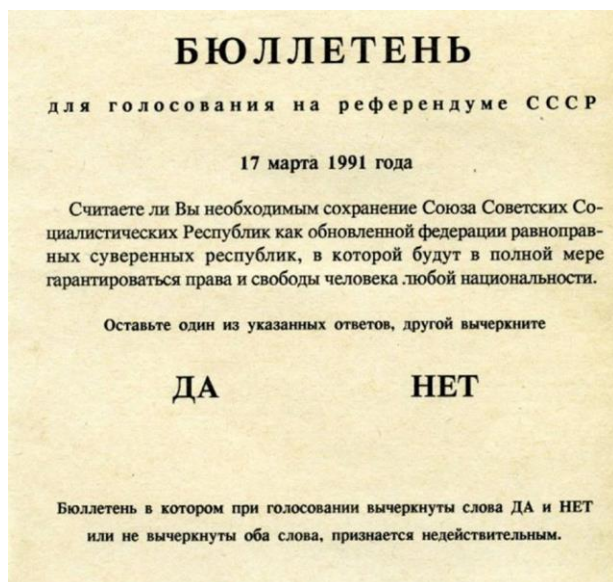 БЮЛЛЕТЕНЬ
для голосования на референдуме СССР
17 марта 1991 года
Считаете ли Вы необходимым сохранение Союза Советских Со-
циалистических Республик как обновленной федерации равноправ-
ных суверенных республик, в которой будут в полной мере
гарантироваться права и свободы человека любой национальности.
Оставьте один из указанных ответов, другой вычеркните
ДА НЕТ
Бюллетень в котором при голосовании вычеркнуты слова ДА и НЕТ
или не вычеркнуты оба слова, признается недействительным.